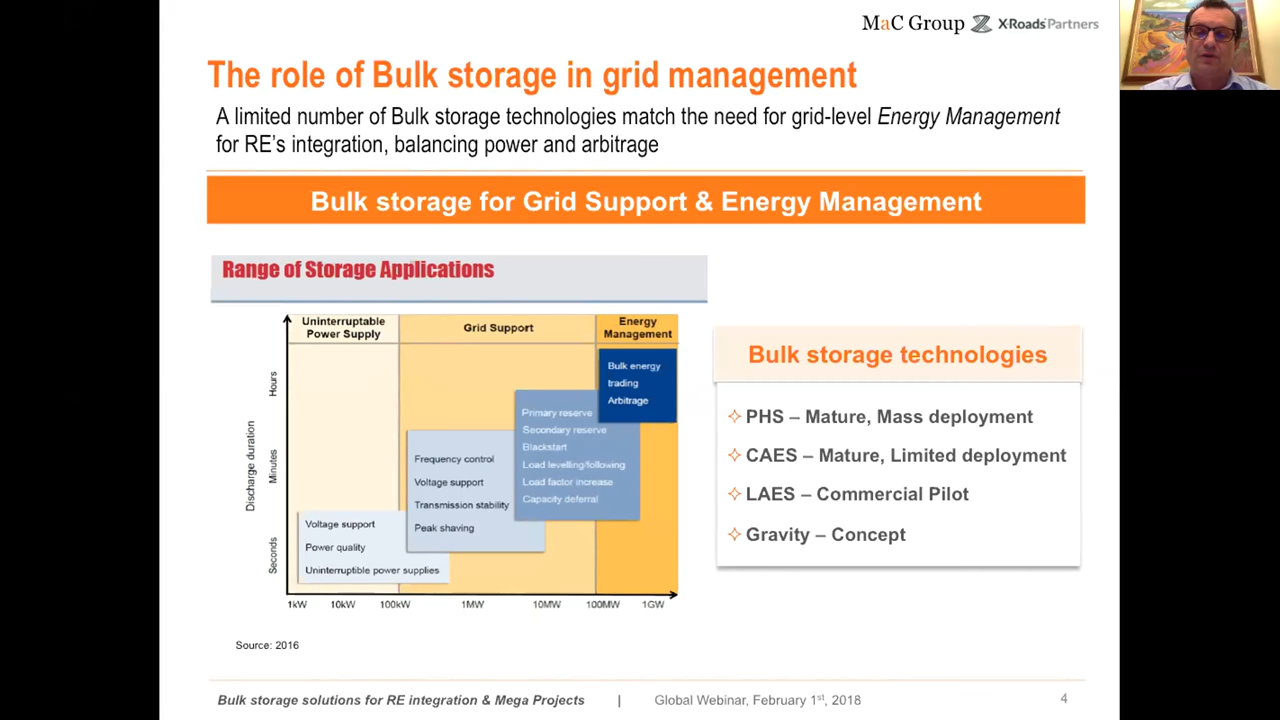 MaC Group XRoads Partners
The role of Bulk storage in grid management
A limited number of Bulk storage technologies match the need for grid-level Energy Management
for RE's integration, balancing power and arbitrage
Bulk storage for Grid Support & Energy Management
Range of Storage Applications
Uninterruptable
Power Supply
Grid Support
Energy
Management
Discharge duration
Hours
Minutes
Seconds
Bulk energy
trading
Arbitrage
Primary reserve
Secondary reserve
Blackstart
Load levelling/following
Load factor increase
Capacity deferral
Frequency control
Voltage support
Transmission stability
Peak shaving
Voltage support
Power quality
Uninterruptible power supplies
1kW 10kW 100kW 1MW 10MW 100MW 1GW
Bulk storage technologies
PHS – Mature, Mass deployment
CAES – Mature, Limited deployment
LAES – Commercial Pilot
Gravity – Concept
Source: 2016
Bulk storage solutions for RE integration & Mega Projects | Global Webinar, February 1st, 2018 4